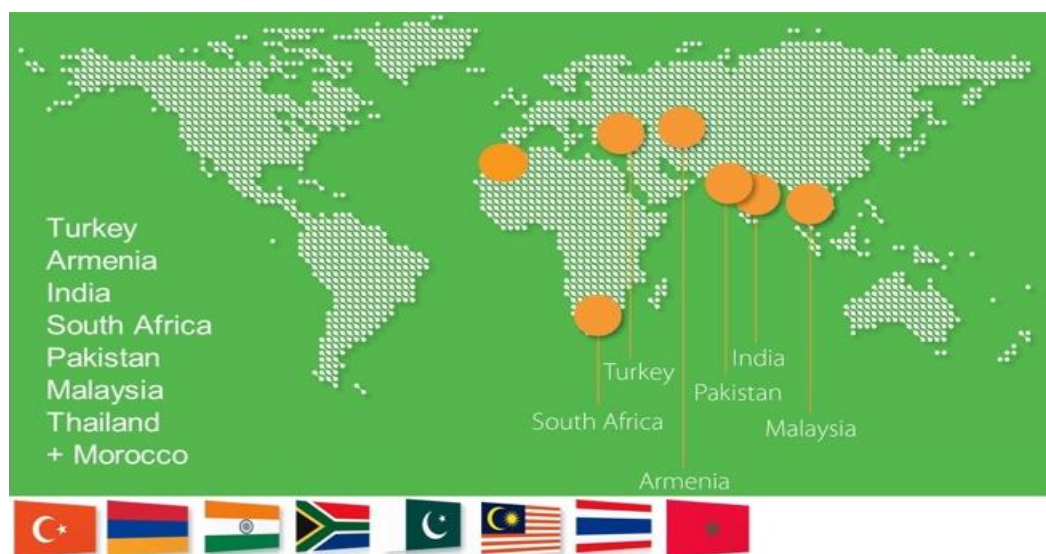 Turkey
Armenia
India
South Africa
Pakistan
Malaysia
Thailand
+ Morocco
India
Turkey
Pakistan
South Africa
Malaysia
Armenia